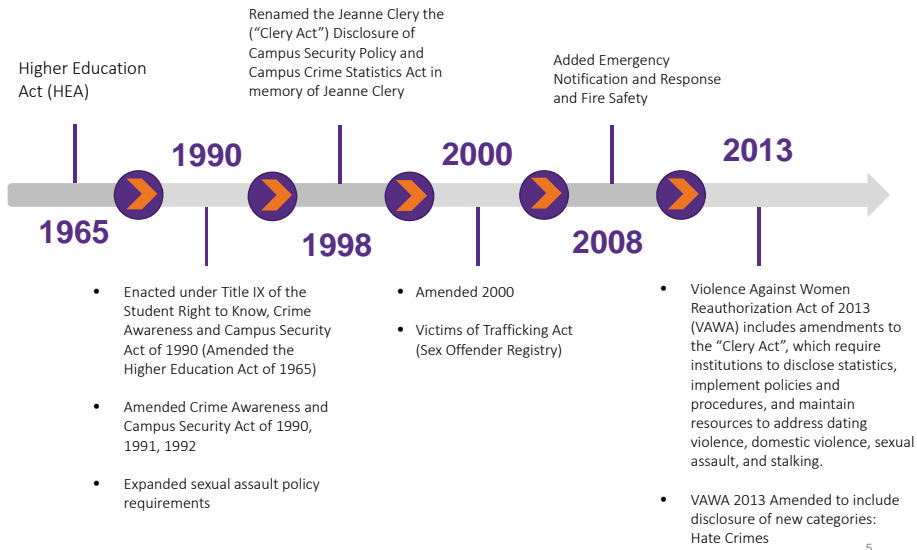 Higher Education
Act (HEA)
1965
1990
• Enacted under Title IX of the
Student Right to Know, Crime
Awareness and Campus Security
Act of 1990 (Amended the
Higher Education Act of 1965)
• Amended Crime Awareness and
Campus Security Act of 1990,
1991, 1992
• Expanded sexual assault policy
requirements
Renamed the Jeanne Clery the
(“Clery Act”) Disclosure of
Campus Security Policy and
Campus Crime Statistics Act in
memory of Jeanne Clery
1998
2000
• Amended 2000
• Victims of Trafficking Act
(Sex Offender Registry)
Added Emergency
Notification and Response
and Fire Safety
2008
2013
• Violence Against Women
Reauthorization Act of 2013
(VAWA) includes amendments to
the “Clery Act”, which require
institutions to disclose statistics,
implement policies and
procedures, and maintain
resources to address dating
violence, domestic violence, sexual
assault, and stalking.
• VAWA 2013 Amended to include
disclosure of new categories:
Hate Crimes
5